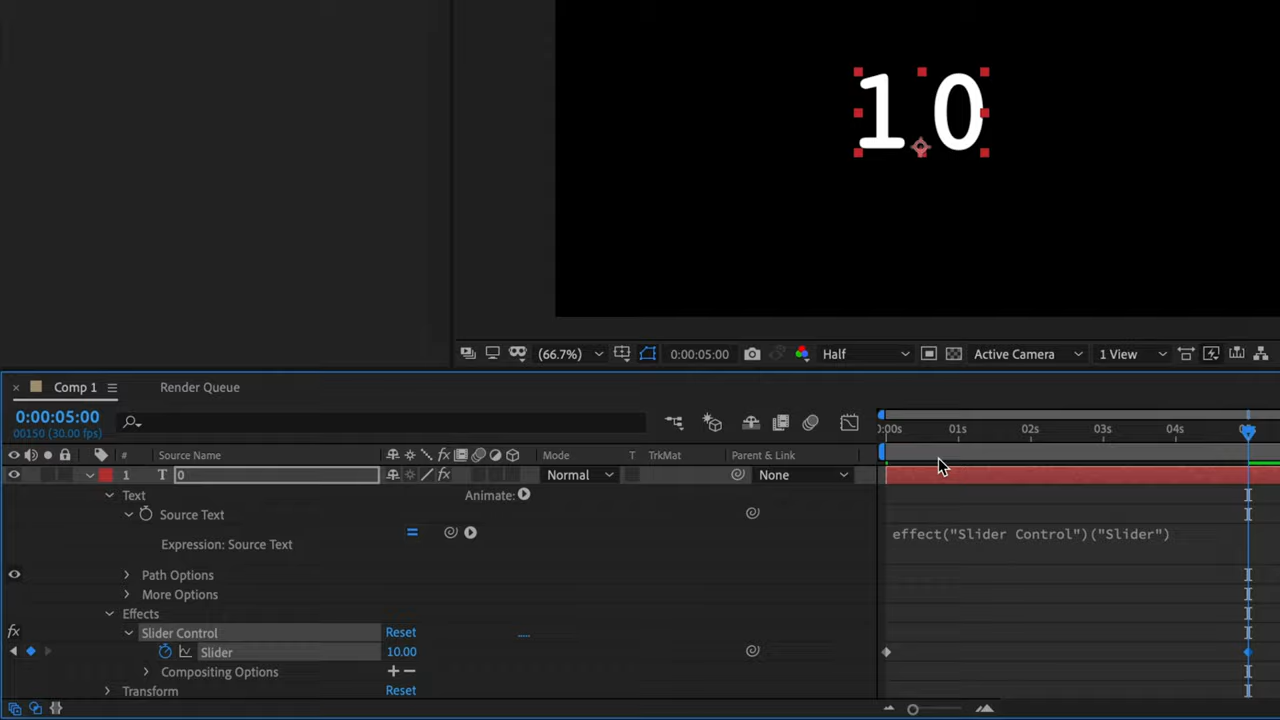 10
(66.7%) 0:00:05:00 Half Active Camera 1 View
Comp 1 Render Queue
0:00:05:00
00150 (30.00 fps)
# Source Name Mode T TrkMat Parent & Link
0:00s 01s 02s 03s 04s
1 T 0 Normal None
Text Animate:
Source Text
Expression: Source Text effect("Slider Control")("Slider")
Path Options
More Options
Effects
Slider Control Reset
Slider 10.00
Compositing Options
Transform Reset